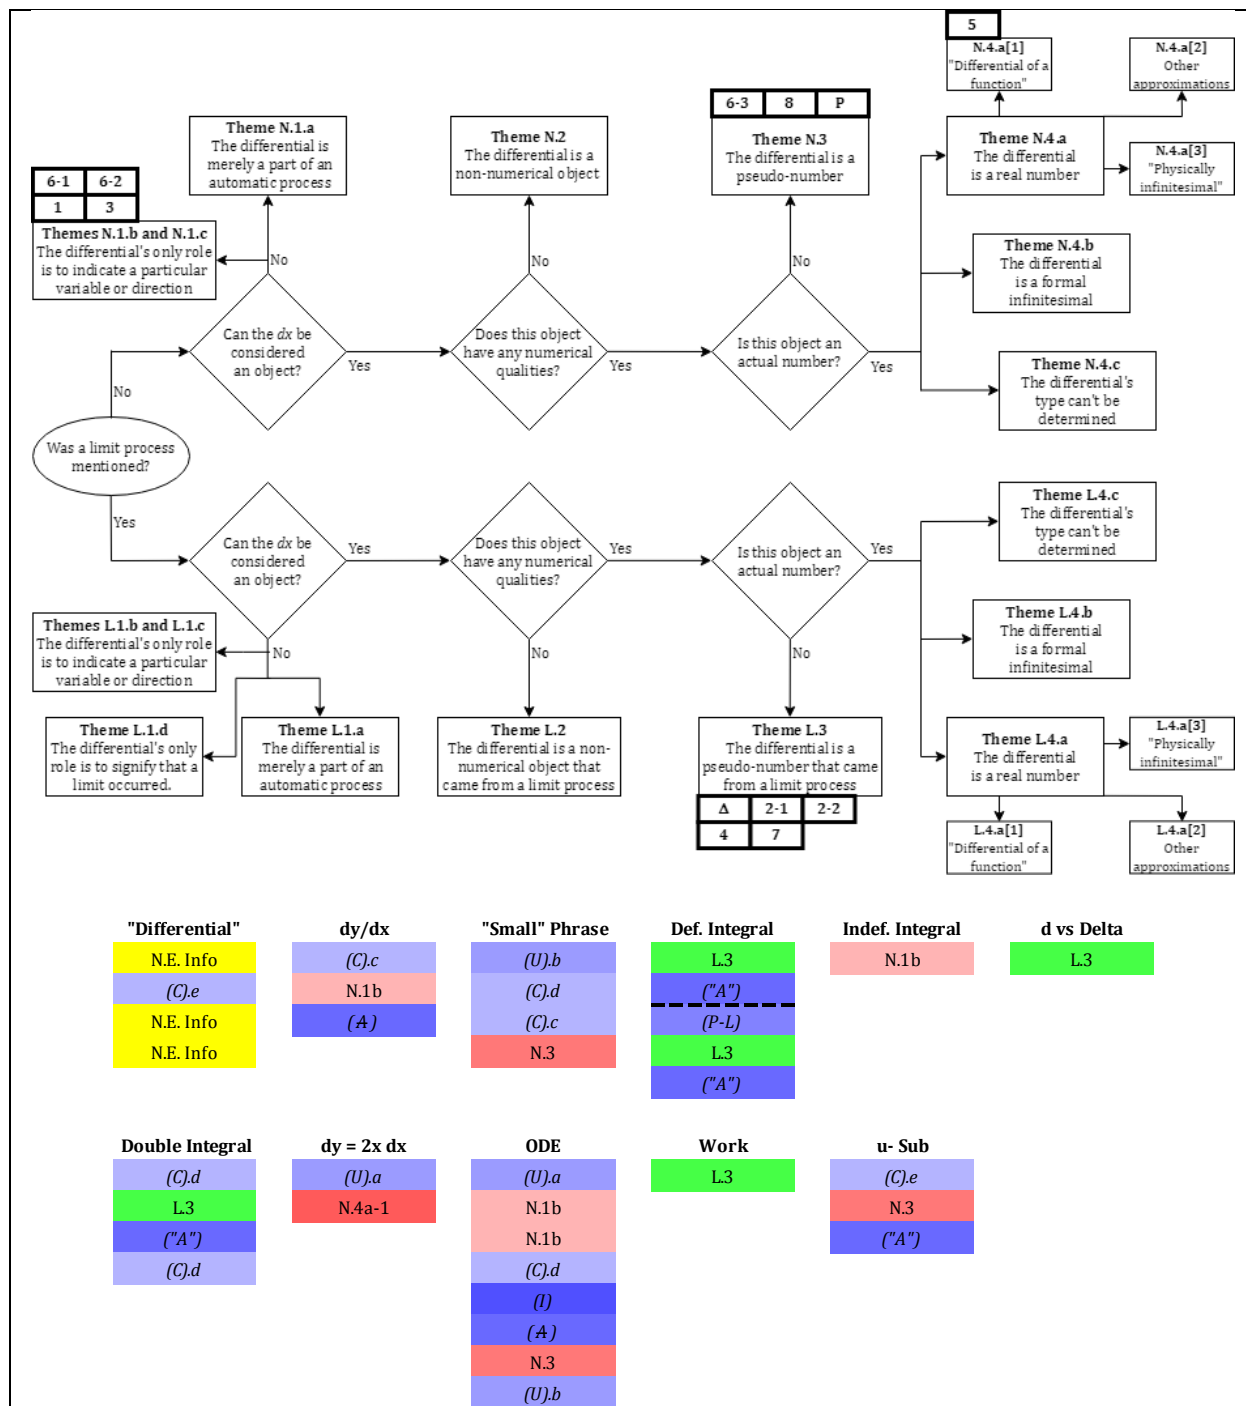 5
N.4.a[1]
"Differential of a
function"
N.4.a[2]
Other
approximations
6-3 8 P
Theme N.1.a
The differential is
merely a part of an
automatic process
Theme N.2
The differential is a
non-numerical object
Theme N.3
The differential is a
pseudo-number
Theme N.4.a
The differential
is a real number
N.4.a[3]
"Physically
infinitesimal"
6-1 6-2
1 3
Themes N.1.b and N.1.c
The differential's only role
is to indicate a particular
variable or direction
No
No
No
Theme N.4.b
The differential
is a formal
infinitesimal
Can the dx be
considered
an object?
Yes
Does this object
have any numerical
qualities?
Yes
Is this object an
actual number?
Yes
Theme N.4.c
The differential's
type can't be
determined
No
Was a limit process
mentioned?
Yes
Can the dx be
considered
an object?
Yes
Does this object
have any numerical
qualities?
Yes
Is this object an
actual number?
Yes
Theme L.4.c
The differential's
type can't be
determined
Themes L.1.b and L.1.c
The differential's only role
is to indicate a particular
variable or direction
No
No
No
Theme L.4.b
The differential
is a formal
infinitesimal
Theme L.1.d
The differential's only
role is to signify that a
limit occurred.
Theme L.1.a
The differential is
merely a part of an
automatic process
Theme L.2
The differential is a non-
numerical object that
came from a limit process
Theme L.3
The differential is a
pseudo-number that came
from a limit process
Δ 2-1 2-2
4 7
Theme L.4.a
The differential
is a real number
L.4.a[3]
"Physically
infinitesimal"
L.4.a[1]
"Differential of a
function"
L.4.a[2]
Other
approximations
"Differential"
N.E. Info
(C).e
N.E. Info
N.E. Info
dy/dx
(C).c
N.1b
(A)
"Small" Phrase
(U).b
(C).d
(C).c
N.3
Def. Integral
L.3
("A")
(P-L)
L.3
("A")
Indef. Integral
N.1b
d vs Delta
L.3
Double Integral
(C).d
L.3
("A")
(C).d
dy = 2x dx
(U).a
N.4a-1
ODE
(U).a
N.1b
N.1b
(C).d
(I)
(A)
N.3
(U).b
Work
L.3
u- Sub
(C).e
N.3
("A")